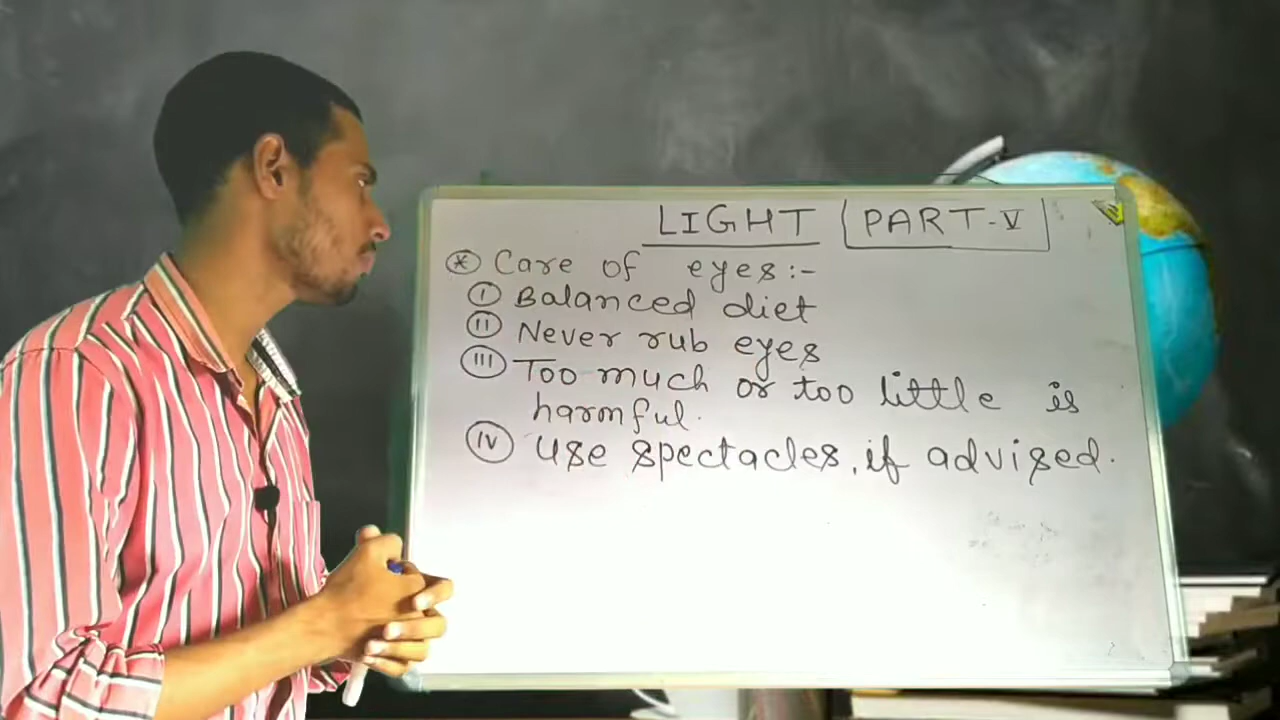 LIGHT PART-V
* Care of eyes:-
I Balanced diet
II Never rub eyes
III Too much or too little is
harmful.
IV Use spectacles, if advised.